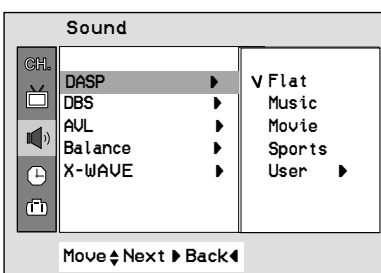 Sound
CH.
DASP
DBS
AVL
Balance
X-WAVE
V Flat
Music
Movie
Sports
User
Move Next Back